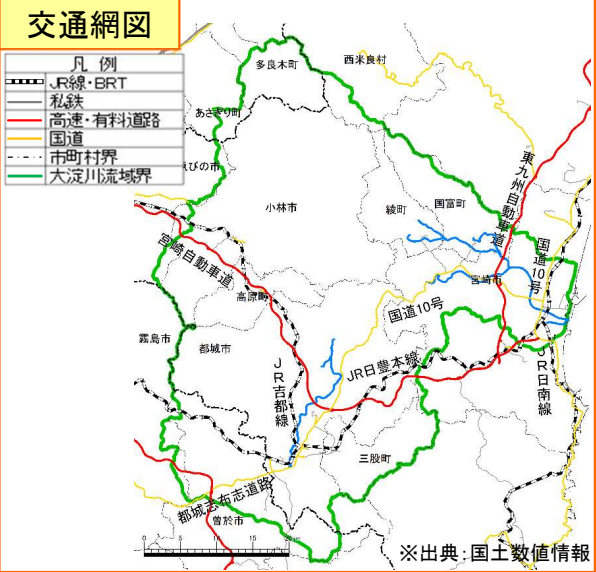 交通網図
凡例
JR線・BRT
私鉄
高速・有料道路
国道
市町村界
大淀川流域界
多良木町
西米良村
あさぎり町
えびの市
小林市
綾町
国富町
東九州自動車道
国道10号
宮崎市
宮崎自動車道
高原町
国道10号
霧島市
都城市
JR吉都線
JR日豊本線
JR日南線
三股町
都城志布志道路
曽於市
0
20
※出典:国土数値情報